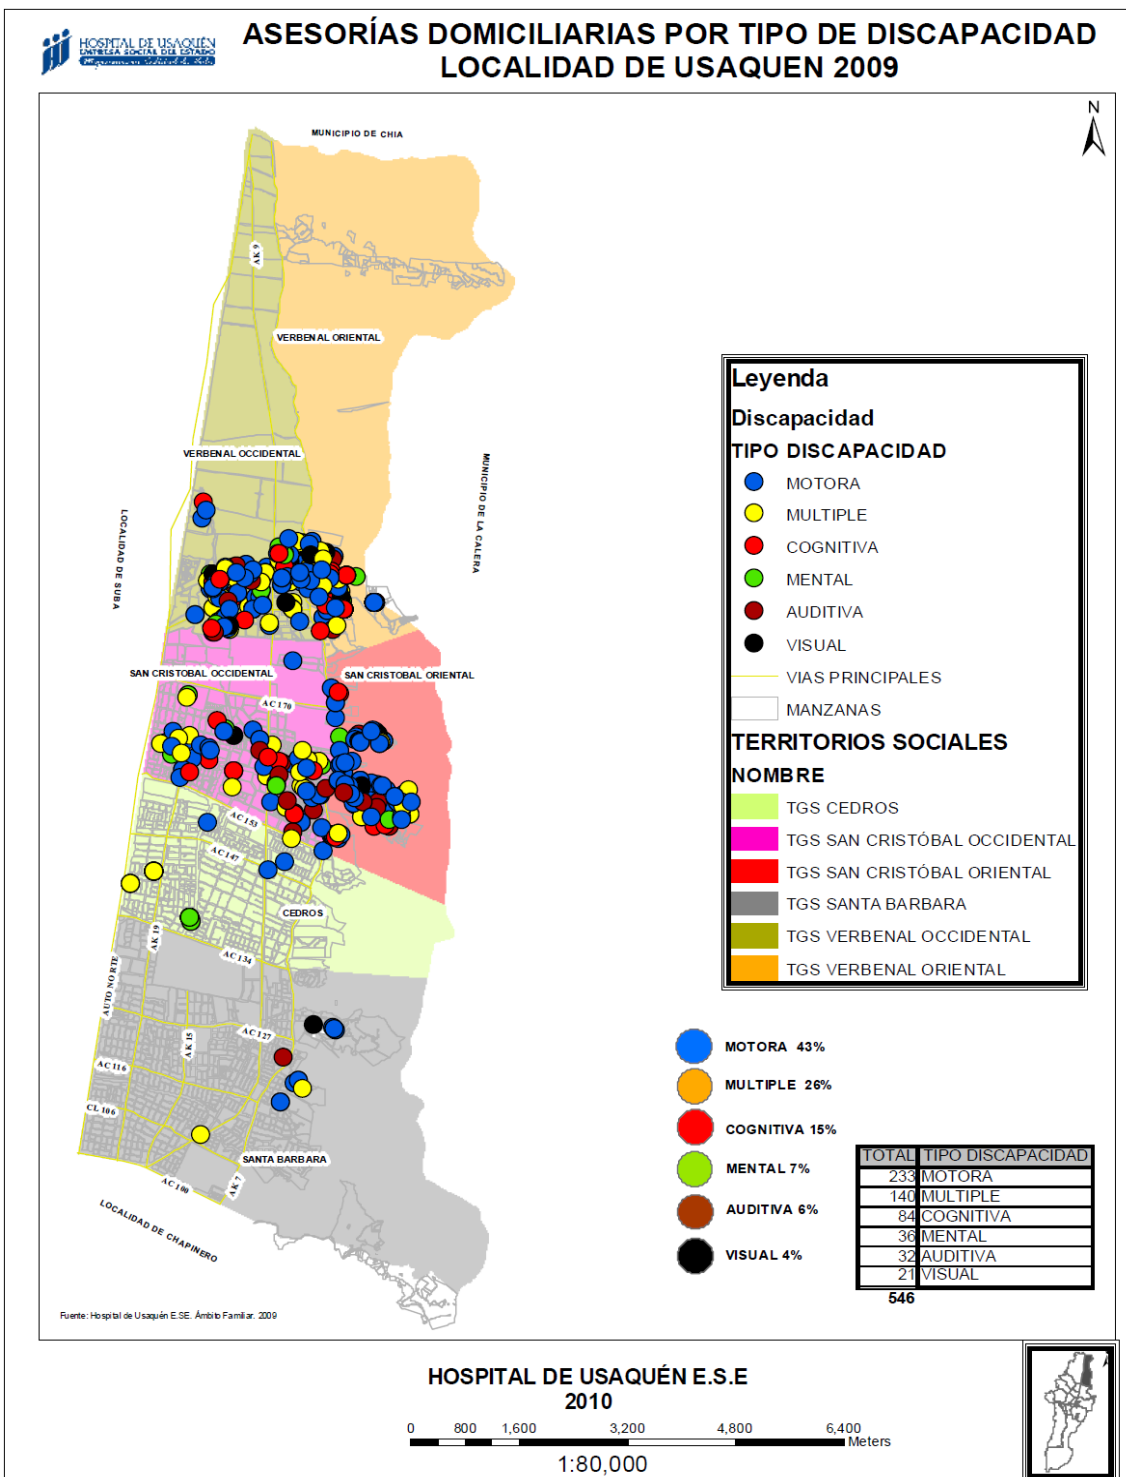 HOSPITAL DE USAQUÉN
EMPRESA SOCIAL DEL ESTADO
ASESORÍAS DOMICILIARIAS POR TIPO DE DISCAPACIDAD
LOCALIDAD DE USAQUEN 2009
N
MUNICIPIO DE CHIA
AK 9
VERBENAL ORIENTAL
VERBENAL OCCIDENTAL
LOCALIDAD DE SUBA
MUNICIPIO DE LA CALERA
SAN CRISTOBAL OCCIDENTAL
SAN CRISTOBAL ORIENTAL
AC 170
AC 153
AC 147
CEDROS
AK 19
AC 134
AUTO NORTE
AK 15
AC 127
AC 116
CL 106
SANTA BARBARA
AC 100
AK 7
LOCALIDAD DE CHAPINERO
Leyenda
Discapacidad
TIPO DISCAPACIDAD
MOTORA
MULTIPLE
COGNITIVA
MENTAL
AUDITIVA
VISUAL
VIAS PRINCIPALES
MANZANAS
TERRITORIOS SOCIALES
NOMBRE
TGS CEDROS
TGS SAN CRISTÓBAL OCCIDENTAL
TGS SAN CRISTÓBAL ORIENTAL
TGS SANTA BARBARA
TGS VERBENAL OCCIDENTAL
TGS VERBENAL ORIENTAL
MOTORA 43%
MULTIPLE 26%
COGNITIVA 15%
MENTAL 7%
AUDITIVA 6%
VISUAL 4%
TOTAL TIPO DISCAPACIDAD
233 MOTORA
140 MULTIPLE
84 COGNITIVA
36 MENTAL
32 AUDITIVA
21 VISUAL
546
Fuente: Hospital de Usaquén E.SE. Ámbito Familiar. 2009
HOSPITAL DE USAQUÉN E.S.E
2010
0 800 1,600 3,200 4,800 6,400
Meters
1:80,000